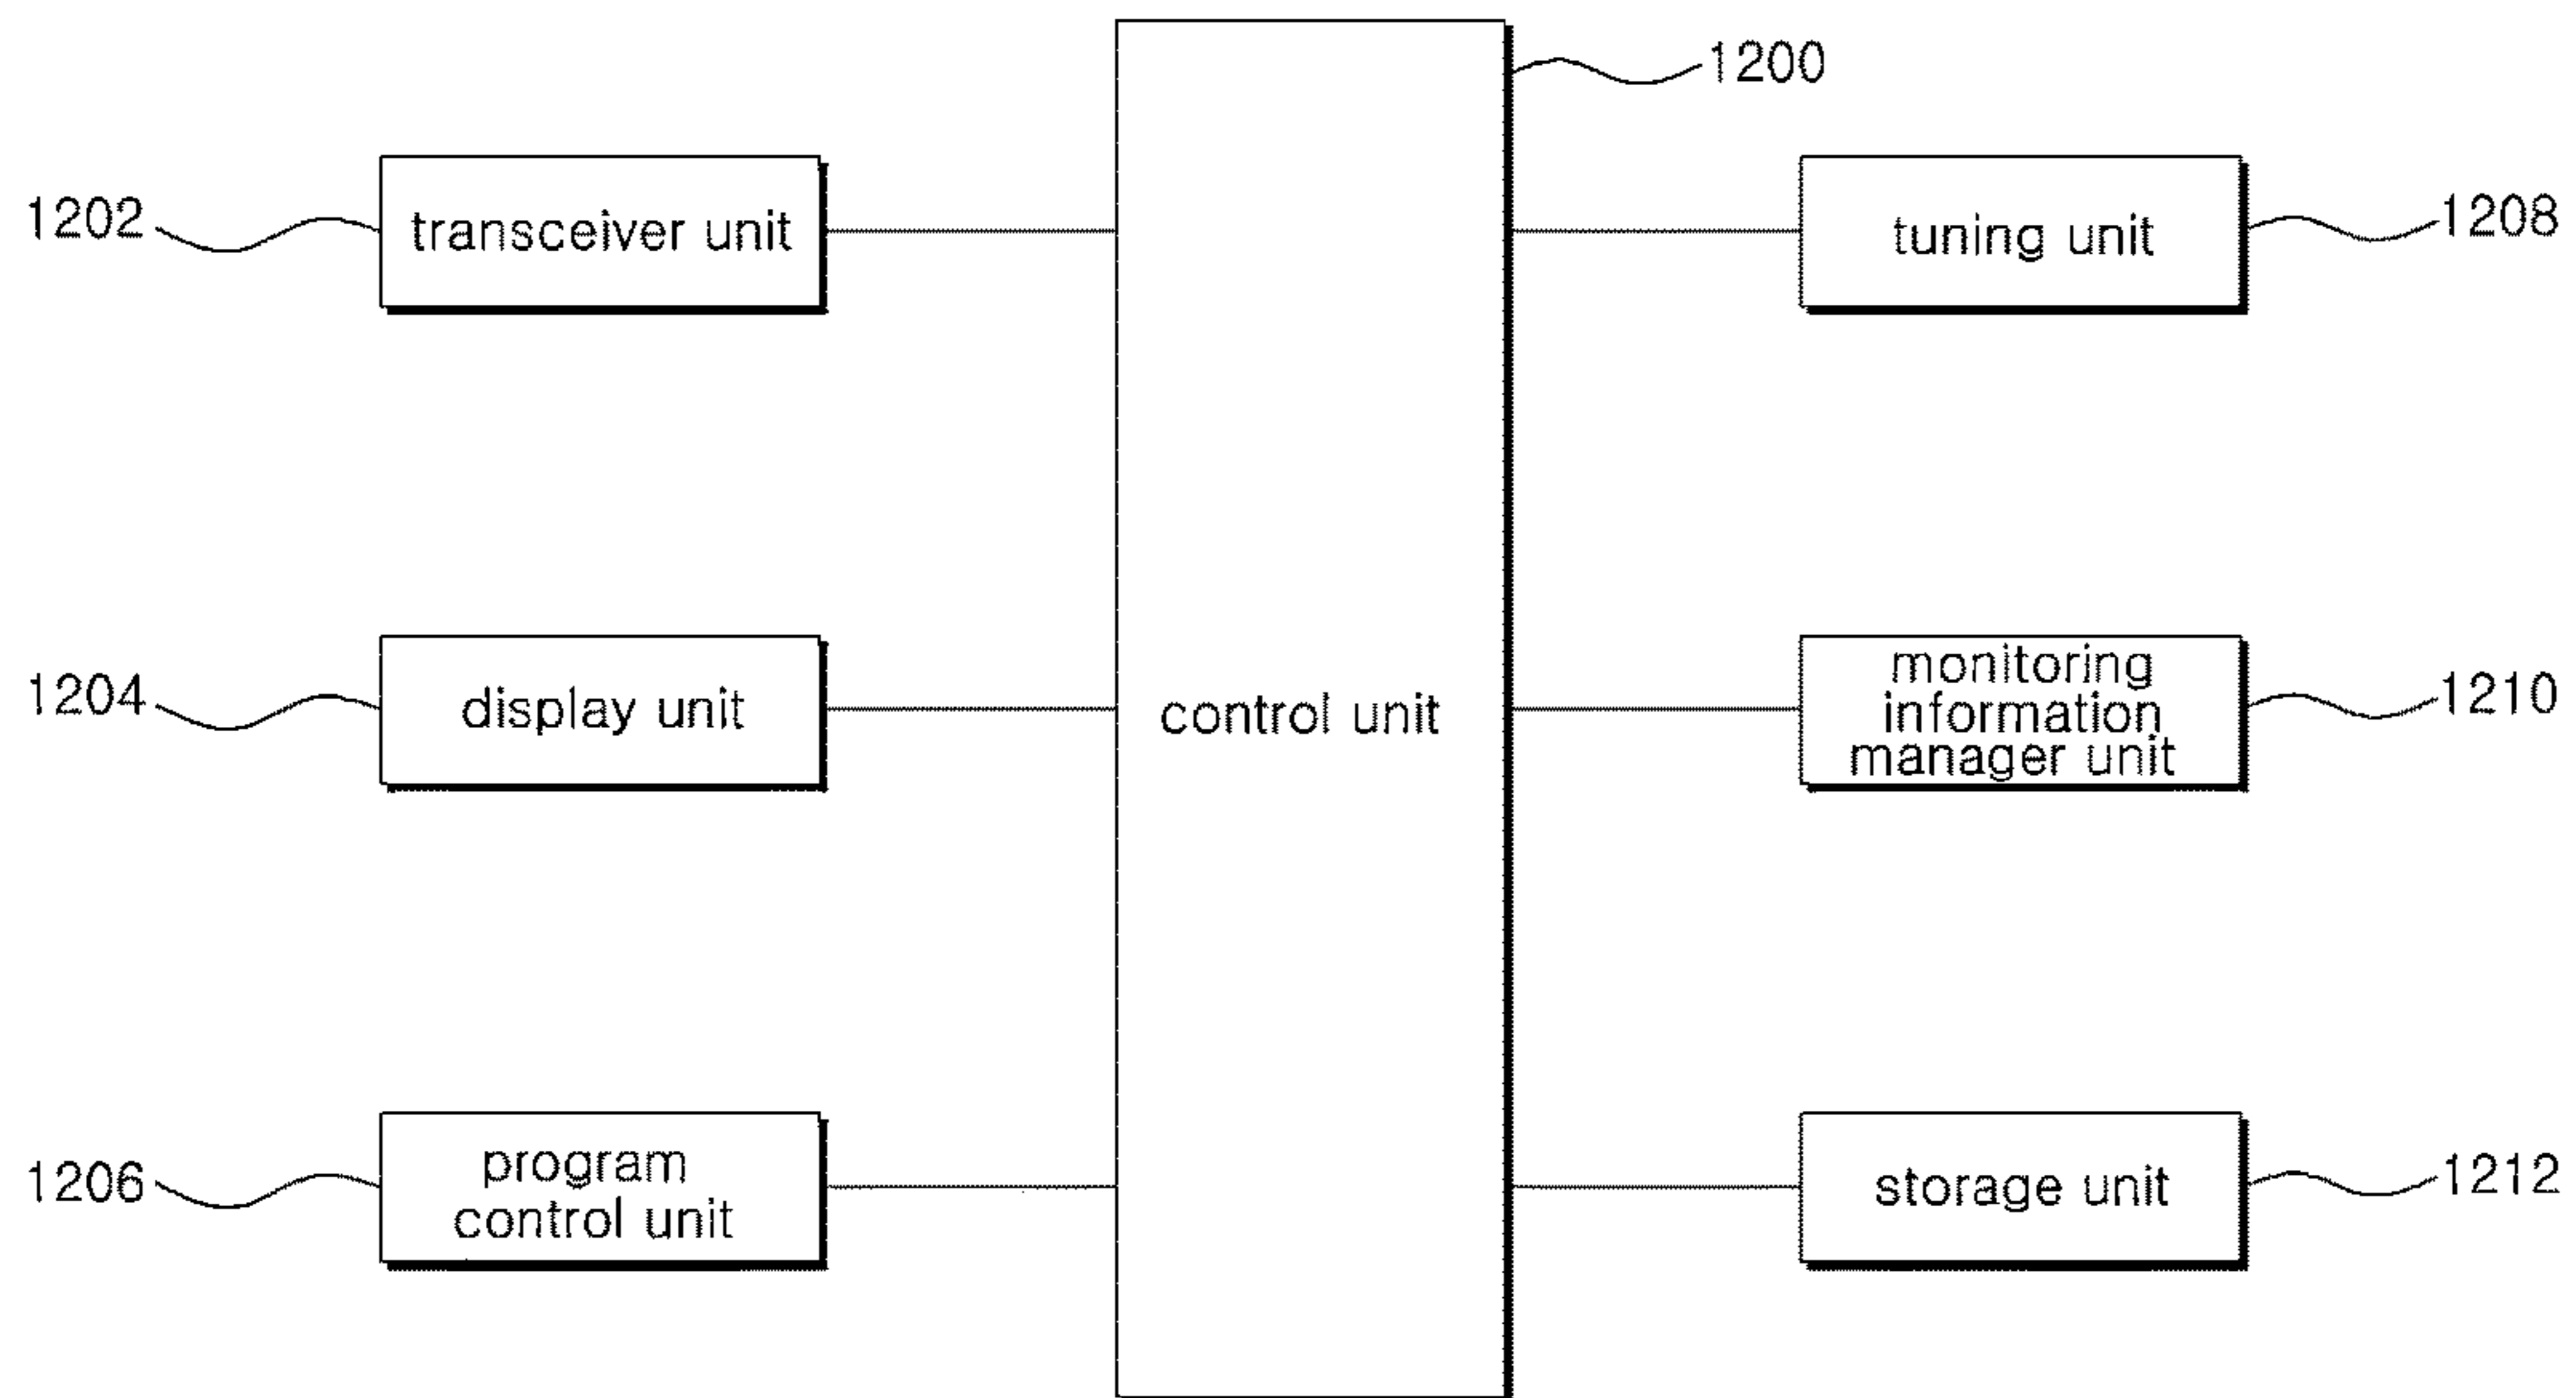 1200
1202
transceiver unit
tuning unit
1208
1204
display unit
control unit
monitoring
information
manager unit
1210
1206
program
control unit
storage unit
1212